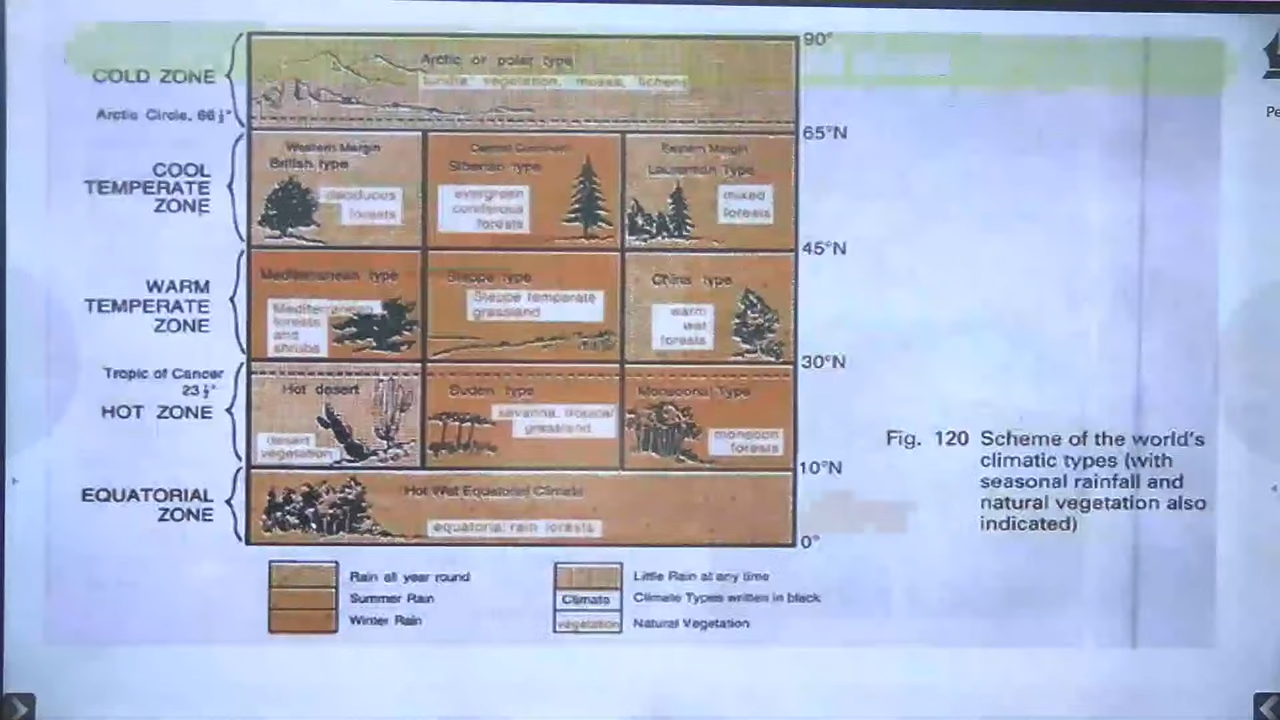 90°
COLD ZONE
Arctic or polar type
tundra vegetation, moss, lichens
Arctic Circle, 66½°
65°N
COOL
TEMPERATE
ZONE
Western Margin
British type
deciduous
forests
Central Continent
Siberian type
evergreen
coniferous
forests
Eastern Margin
Laurentian Type
mixed
forests
45°N
WARM
TEMPERATE
ZONE
Mediterranean type
Mediterranean
forests
and
shrubs
Steppe type
Steppe temperate
grassland
China type
warm
wet
forests
30°N
Tropic of Cancer
23½°
HOT ZONE
Hot desert
desert
vegetation
Sudan type
savanna, tropical
grassland
Monsoonal Type
monsoon
forests
10°N
EQUATORIAL
ZONE
Hot Wet Equatorial Climate
equatorial rain forests
0°
Rain all year round
Summer Rain
Winter Rain
Little Rain at any time
Climate
Climate Types written in black
vegetation
Natural Vegetation
Fig. 120 Scheme of the world's
climatic types (with
seasonal rainfall and
natural vegetation also
indicated)
Pe